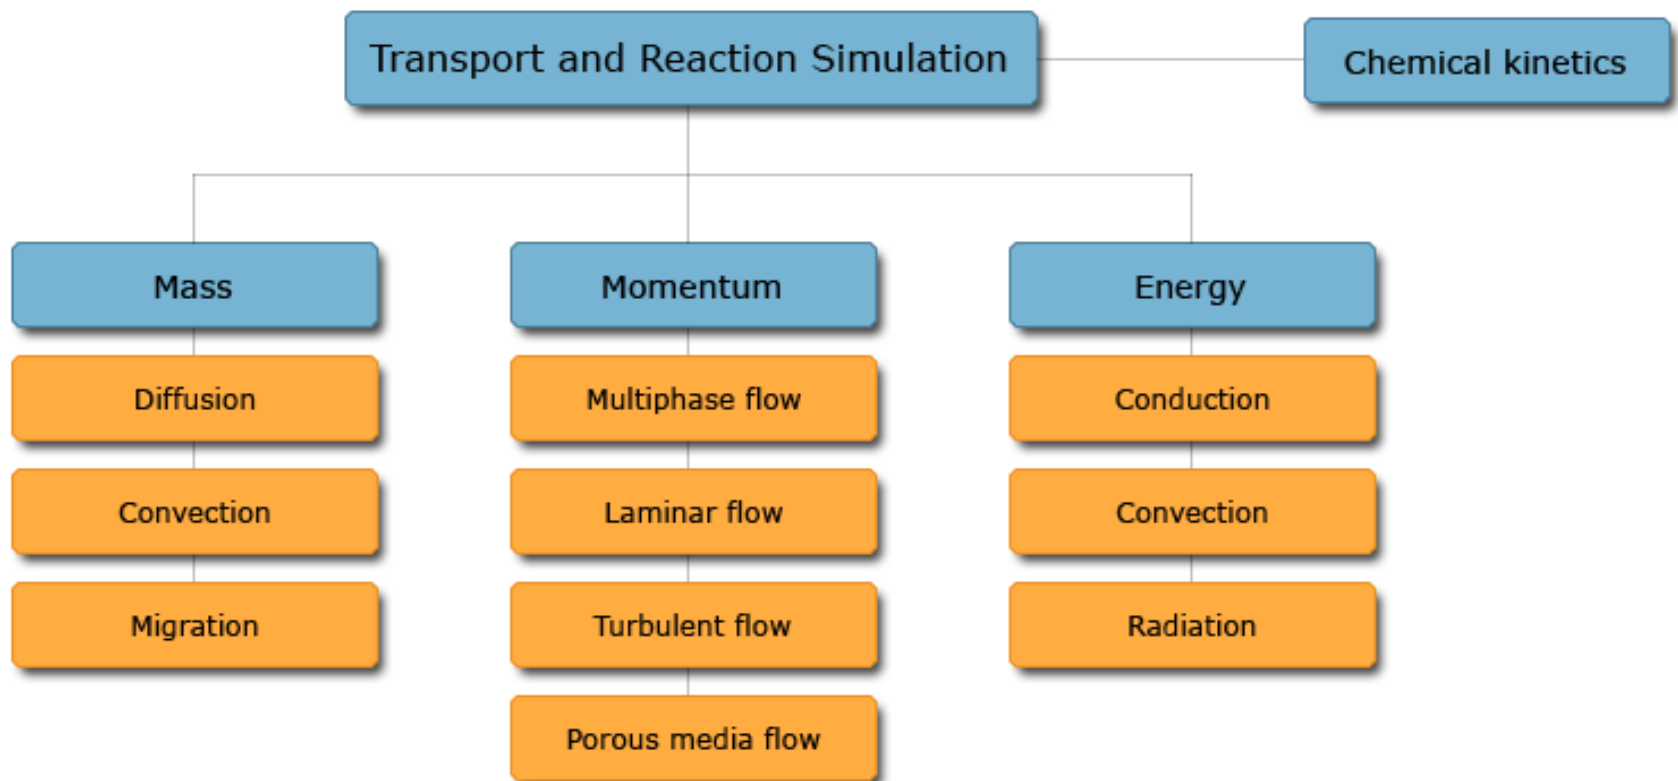 Transport and Reaction Simulation
Chemical kinetics
Mass
Momentum
Energy
Diffusion
Multiphase flow
Conduction
Convection
Laminar flow
Convection
Migration
Turbulent flow
Radiation
Porous media flow